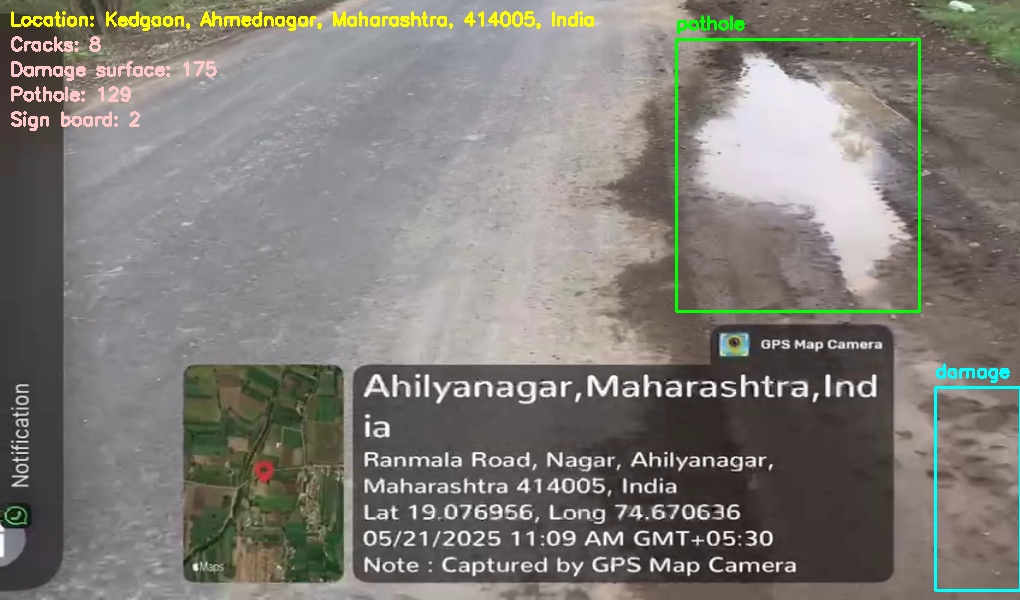 Location: Kedgaon, Ahmednagar, Maharashtra, 414005, India
Cracks: 8
Damage surface: 175
Pothole: 129
Sign board: 2
pothole
GPS Map Camera
damage
Ahilyanagar,Maharashtra,Ind
ia
Ranmala Road, Nagar, Ahilyanagar,
Maharashtra 414005, India
Lat 19.076956, Long 74.670636
05/21/2025 11:09 AM GMT+05:30
Note : Captured by GPS Map Camera
Maps
Notification